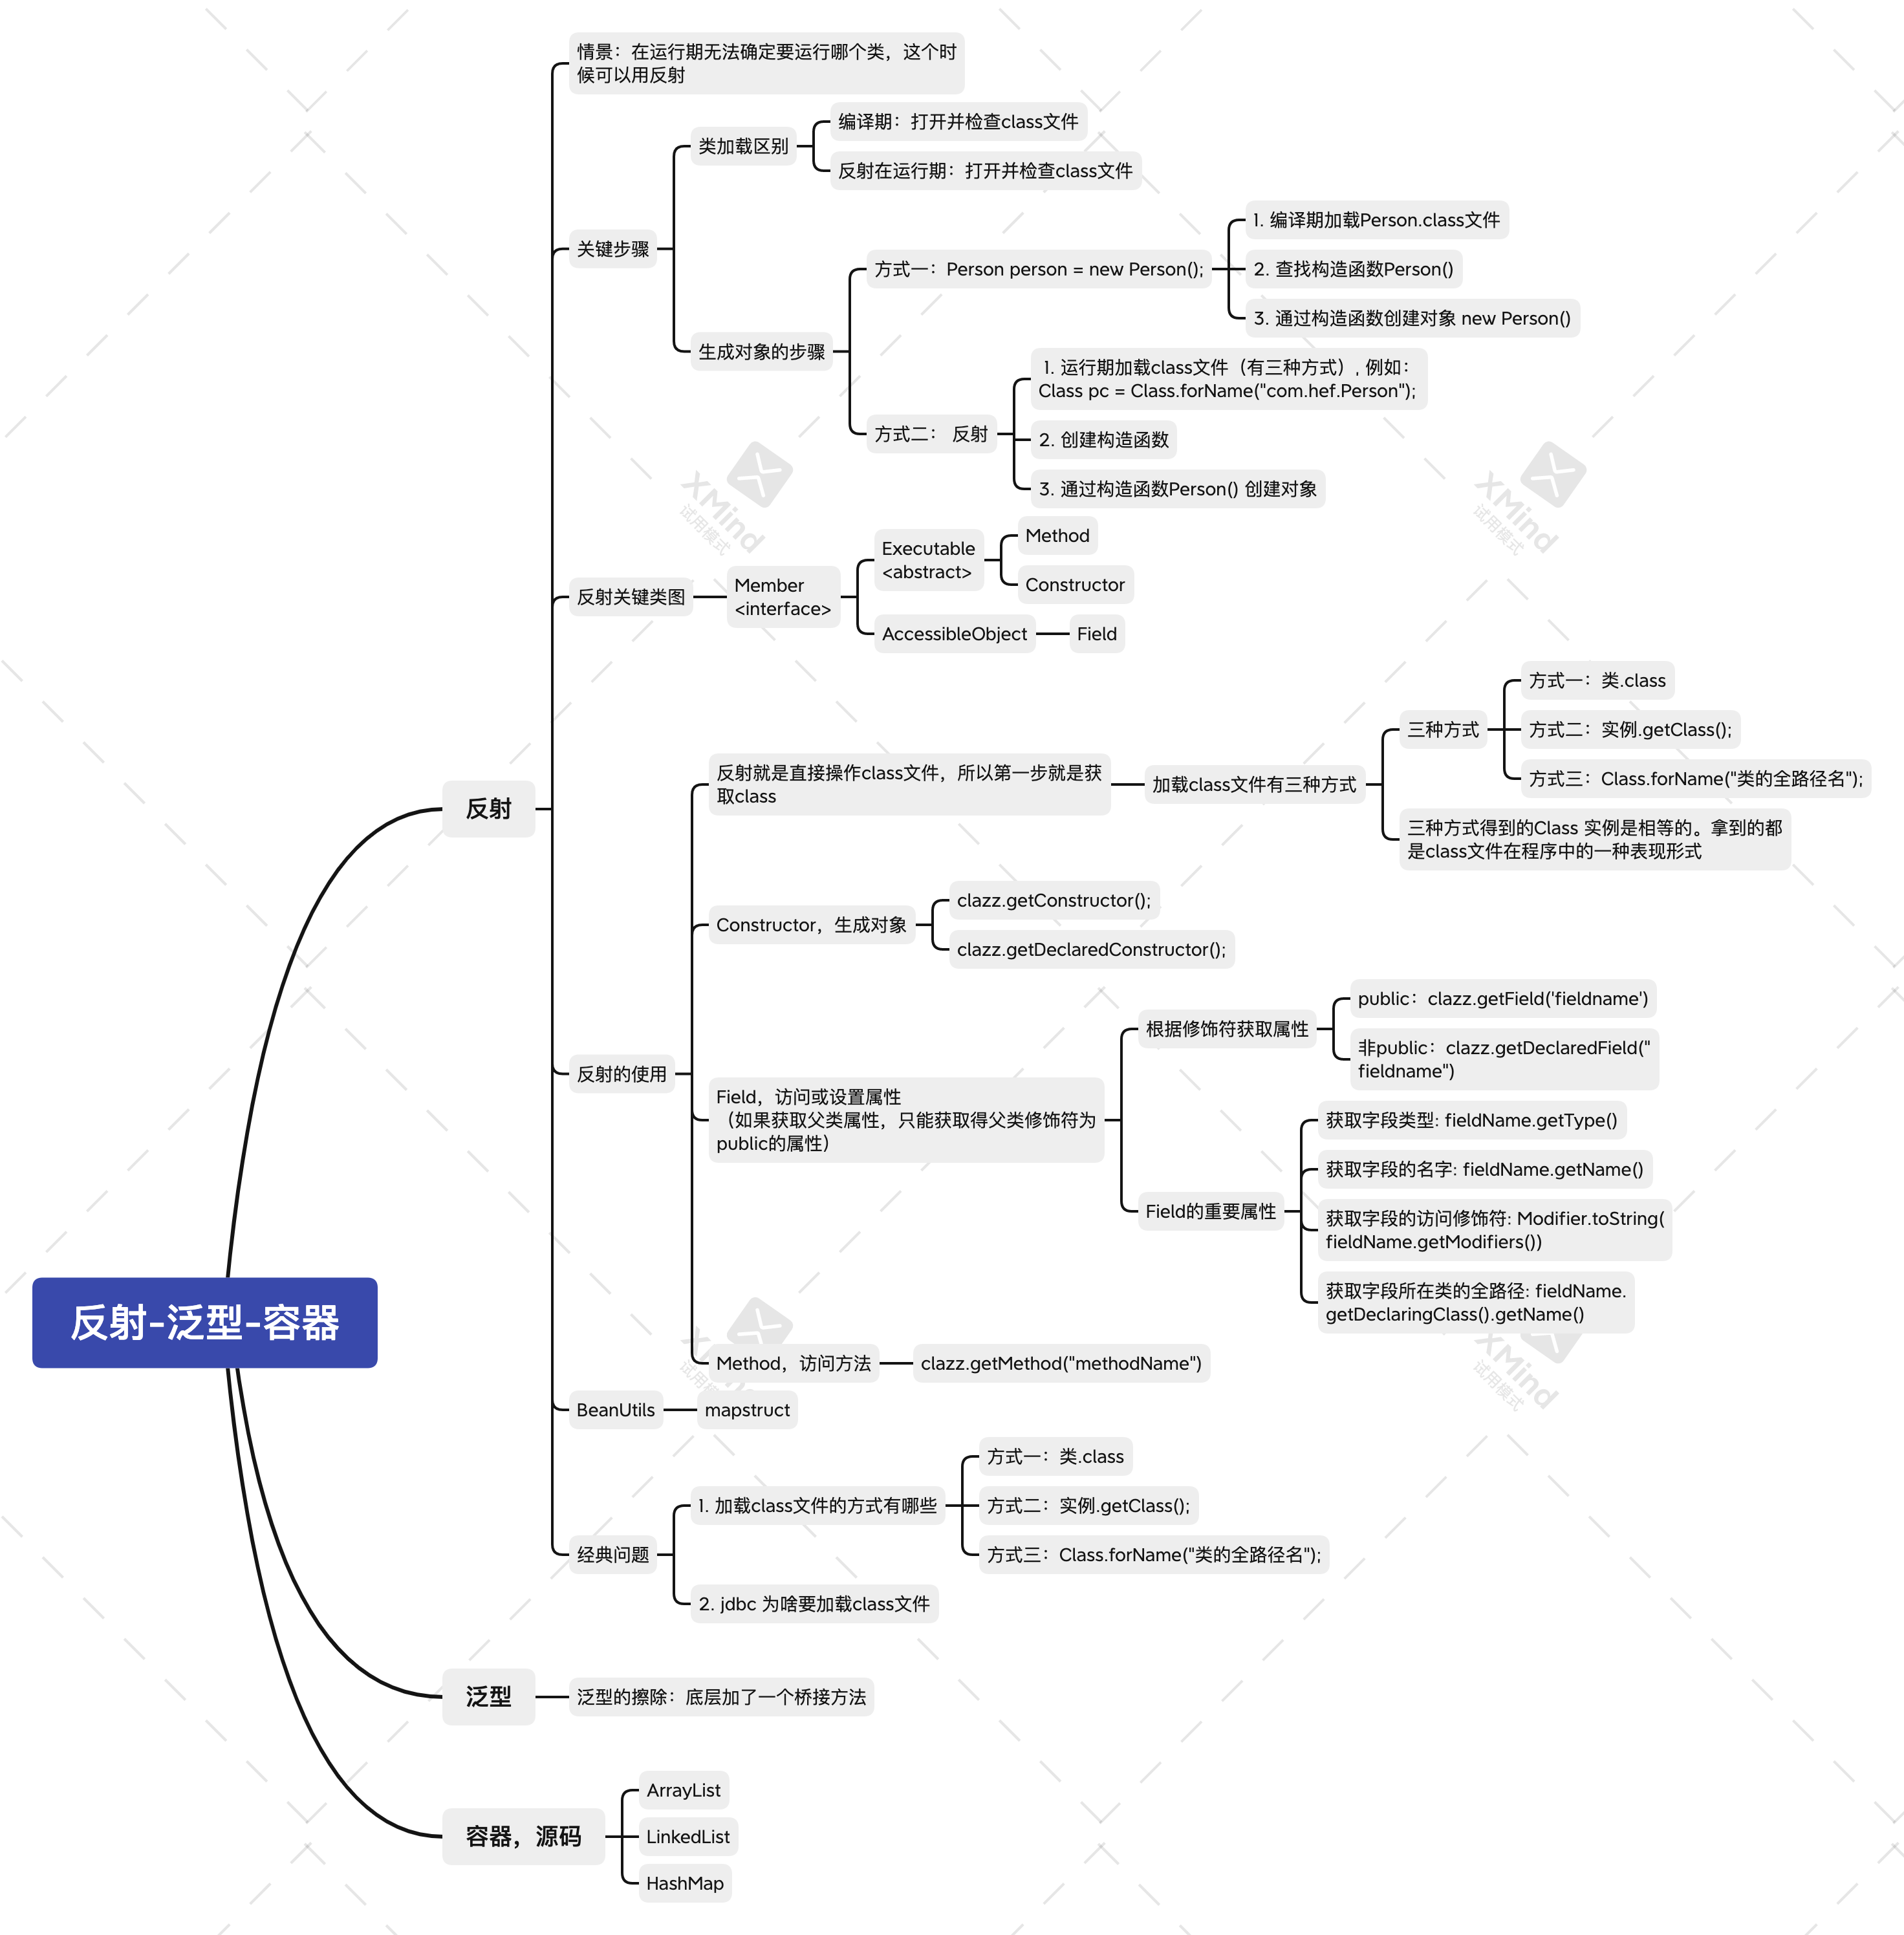 反射-泛型-容器
反射
情景：在运行期无法确定要运行哪个类，这个时
候可以用反射
关键步骤
类加载区别
编译期：打开并检查class文件
反射在运行期：打开并检查class文件
生成对象的步骤
方式一：Person person = new Person();
1. 编译期加载Person.class文件
2. 查找构造函数Person()
3. 通过构造函数创建对象 new Person()
方式二： 反射
1. 运行期加载class文件（有三种方式）, 例如：
Class pc = Class.forName("com.hef.Person");
2. 创建构造函数
3. 通过构造函数Person() 创建对象
反射关键类图
Member
<interface>
Executable
<abstract>
Method
Constructor
AccessibleObject
Field
反射的使用
反射就是直接操作class文件，所以第一步就是获
取class
加载class文件有三种方式
三种方式
方式一：类.class
方式二：实例.getClass();
方式三：Class.forName("类的全路径名");
三种方式得到的Class 实例是相等的。拿到的都
是class文件在程序中的一种表现形式
Constructor，生成对象
clazz.getConstructor();
clazz.getDeclaredConstructor();
Field，访问或设置属性
（如果获取父类属性，只能获取得父类修饰符为
public的属性）
根据修饰符获取属性
public：clazz.getField('fieldname')
非public：clazz.getDeclaredField("
fieldname")
Field的重要属性
获取字段类型: fieldName.getType()
获取字段的名字: fieldName.getName()
获取字段的访问修饰符: Modifier.toString(
fieldName.getModifiers())
获取字段所在类的全路径: fieldName.
getDeclaringClass().getName()
Method，访问方法
clazz.getMethod("methodName")
BeanUtils
mapstruct
经典问题
1. 加载class文件的方式有哪些
方式一：类.class
方式二：实例.getClass();
方式三：Class.forName("类的全路径名");
2. jdbc 为啥要加载class文件
泛型
泛型的擦除：底层加了一个桥接方法
容器，源码
ArrayList
LinkedList
HashMap
XMind
试用模式
XMind
试用模式
XMind
试用模式